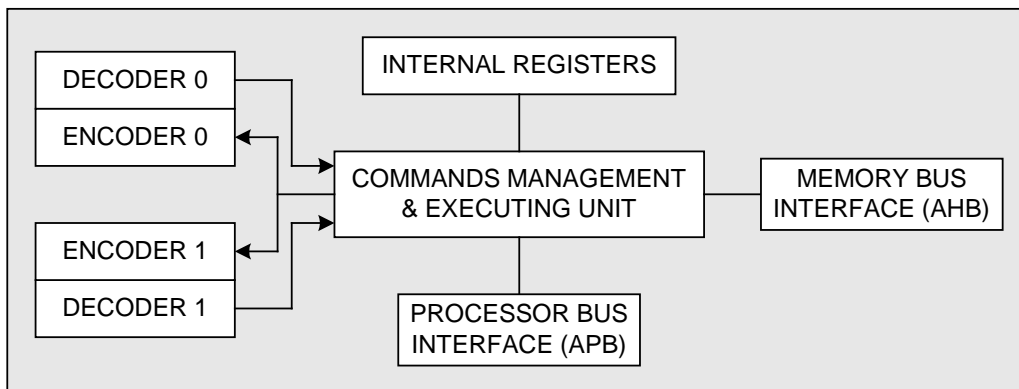 DECODER 0
ENCODER 0
ENCODER 1
DECODER 1
INTERNAL REGISTERS
COMMANDS MANAGEMENT
& EXECUTING UNIT
PROCESSOR BUS
INTERFACE (APB)
MEMORY BUS
INTERFACE (AHB)